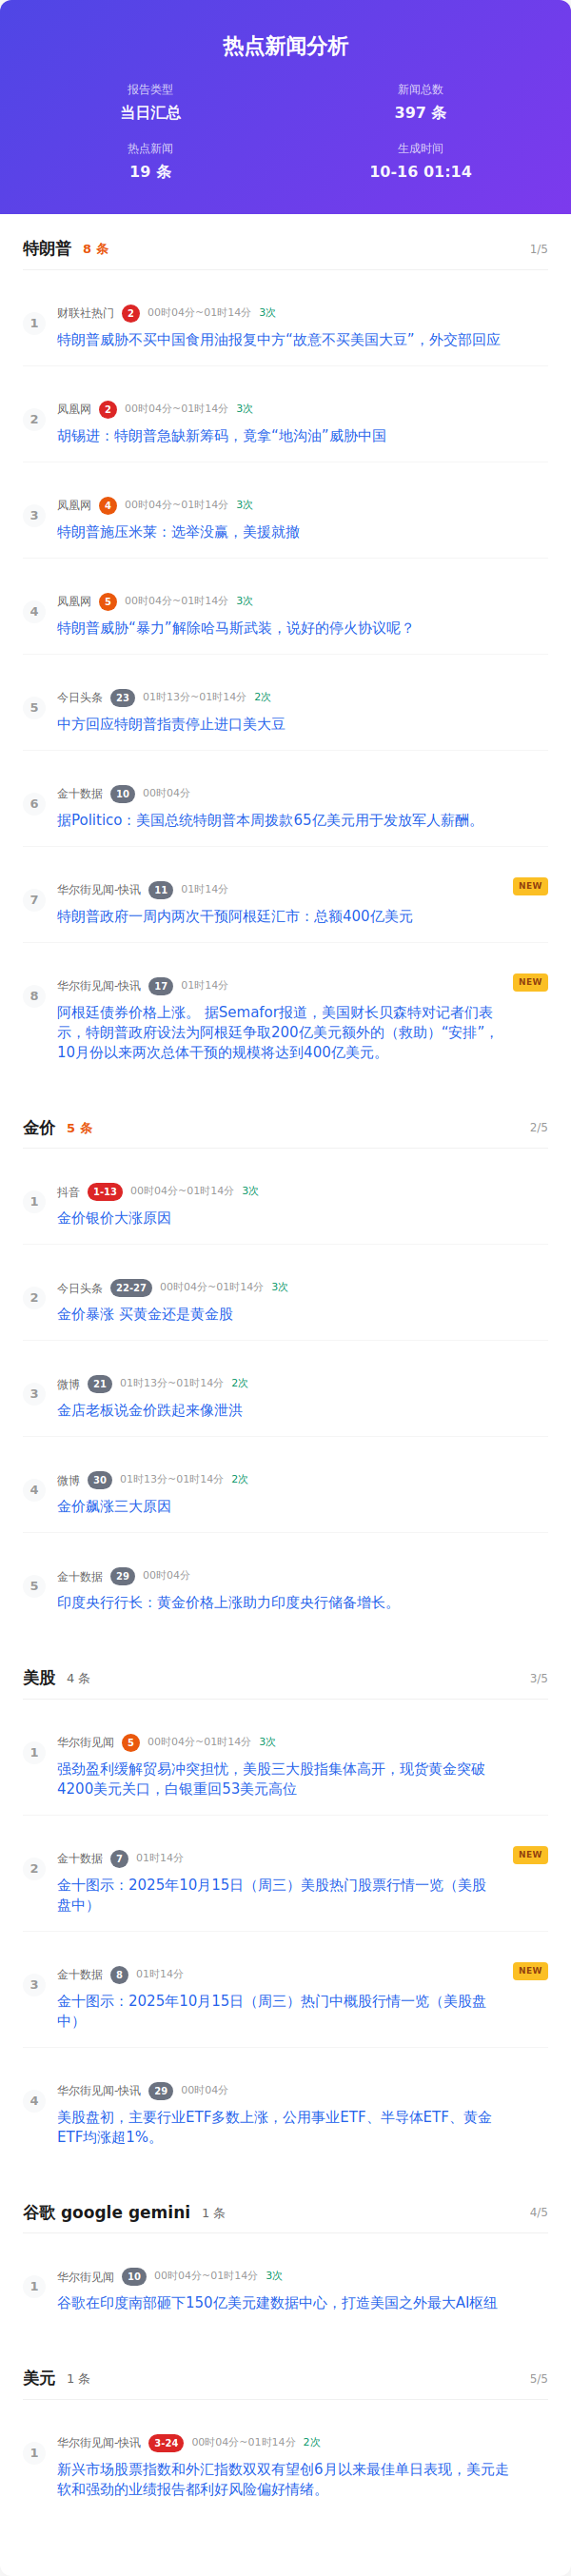 热点新闻分析
报告类型
当日汇总
新闻总数
397 条
热点新闻
19 条
生成时间
10-16 01:14
特朗普 8 条 1/5
1
财联社热门 2 00时04分~01时14分 3次
特朗普威胁不买中国食用油报复中方“故意不买美国大豆”，外交部回应
2
凤凰网 2 00时04分~01时14分 3次
胡锡进：特朗普急缺新筹码，竟拿“地沟油”威胁中国
3
凤凰网 4 00时04分~01时14分 3次
特朗普施压米莱：选举没赢，美援就撤
4
凤凰网 5 00时04分~01时14分 3次
特朗普威胁“暴力”解除哈马斯武装，说好的停火协议呢？
5
今日头条 23 01时13分~01时14分 2次
中方回应特朗普指责停止进口美大豆
6
金十数据 10 00时04分
据Politico：美国总统特朗普本周拨款65亿美元用于发放军人薪酬。
7
华尔街见闻-快讯 11 01时14分 NEW
特朗普政府一周内两次干预阿根廷汇市：总额400亿美元
8
华尔街见闻-快讯 17 01时14分 NEW
阿根廷债券价格上涨。 据Semafor报道，美国财长贝森特对记者们表
示，特朗普政府设法为阿根廷争取200亿美元额外的（救助）“安排”，
10月份以来两次总体干预的规模将达到400亿美元。
金价 5 条 2/5
1
抖音 1-13 00时04分~01时14分 3次
金价银价大涨原因
2
今日头条 22-27 00时04分~01时14分 3次
金价暴涨 买黄金还是黄金股
3
微博 21 01时13分~01时14分 2次
金店老板说金价跌起来像泄洪
4
微博 30 01时13分~01时14分 2次
金价飙涨三大原因
5
金十数据 29 00时04分
印度央行行长：黄金价格上涨助力印度央行储备增长。
美股 4 条 3/5
1
华尔街见闻 5 00时04分~01时14分 3次
强劲盈利缓解贸易冲突担忧，美股三大股指集体高开，现货黄金突破
4200美元关口，白银重回53美元高位
2
金十数据 7 01时14分 NEW
金十图示：2025年10月15日（周三）美股热门股票行情一览（美股
盘中）
3
金十数据 8 01时14分 NEW
金十图示：2025年10月15日（周三）热门中概股行情一览（美股盘
中）
4
华尔街见闻-快讯 29 00时04分
美股盘初，主要行业ETF多数上涨，公用事业ETF、半导体ETF、黄金
ETF均涨超1%。
谷歌 google gemini 1 条 4/5
1
华尔街见闻 10 00时04分~01时14分 3次
谷歌在印度南部砸下150亿美元建数据中心，打造美国之外最大AI枢纽
美元 1 条 5/5
1
华尔街见闻-快讯 3-24 00时04分~01时14分 2次
新兴市场股票指数和外汇指数双双有望创6月以来最佳单日表现，美元走
软和强劲的业绩报告都利好风险偏好情绪。